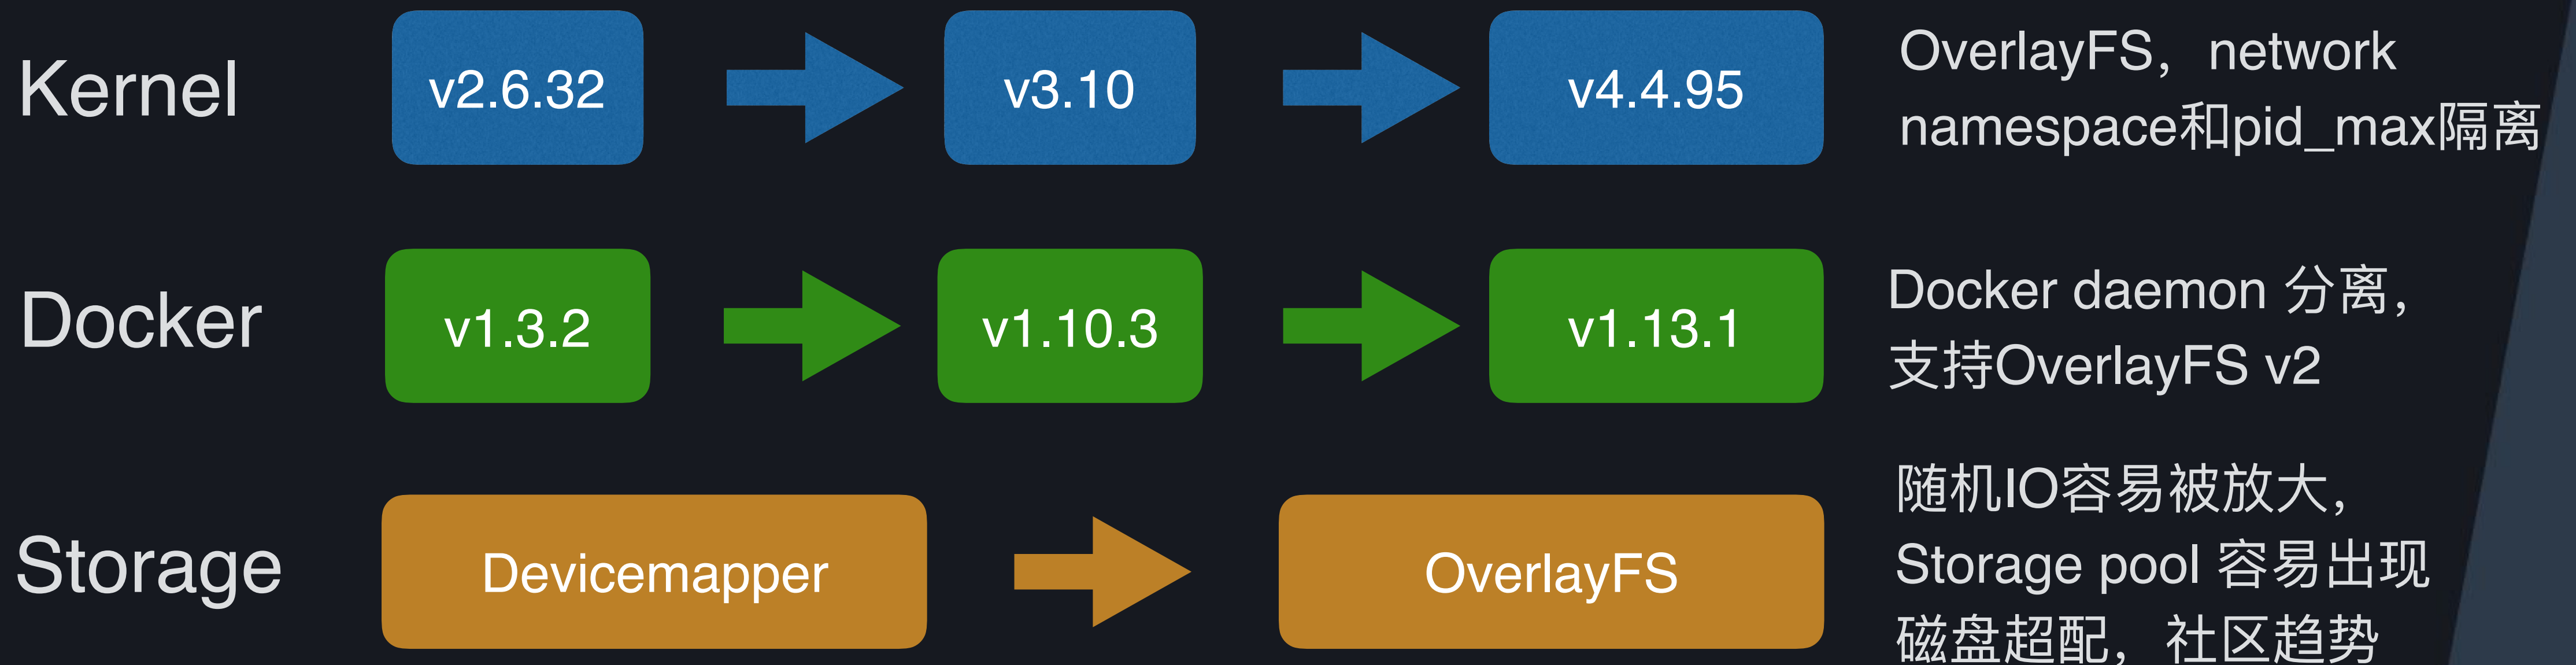 Kernel
v2.6.32
v3.10
v4.4.95
OverlayFS，network
namespace和pid_max隔离
Docker
v1.3.2
v1.10.3
v1.13.1
Docker daemon 分离，
支持OverlayFS v2
Storage
Devicemapper
OverlayFS
随机IO容易被放大，
Storage pool 容易出现
磁盘超配，社区趋势